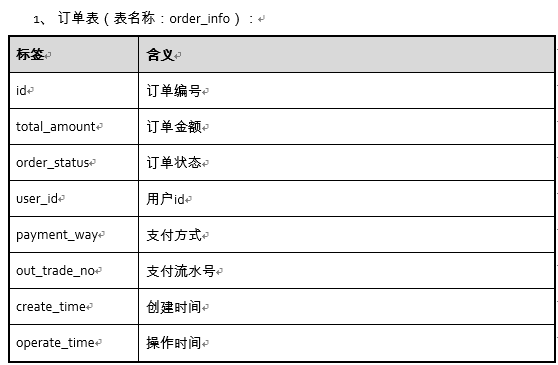 1、 订单表（表名称：order_info）：
标签 含义
id 订单编号
total_amount 订单金额
order_status 订单状态
user_id 用户id
payment_way 支付方式
out_trade_no 支付流水号
create_time 创建时间
operate_time 操作时间